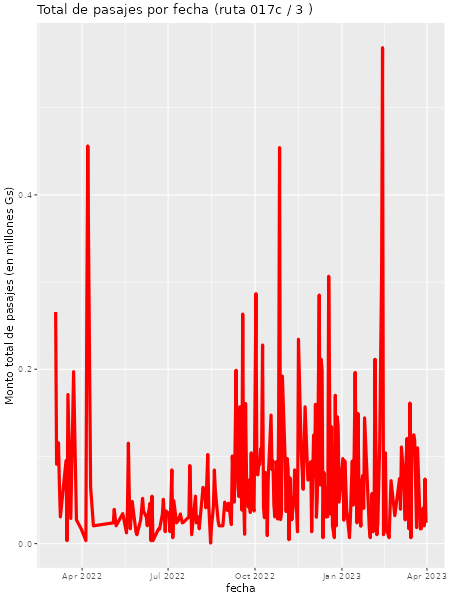 Total de pasajes por fecha (ruta 017c / 3 )
Monto total de pasajes (en millones Gs)
0.4
0.2
0.0
Apr 2022 Jul 2022 Oct 2022 Jan 2023 Apr 2023
fecha